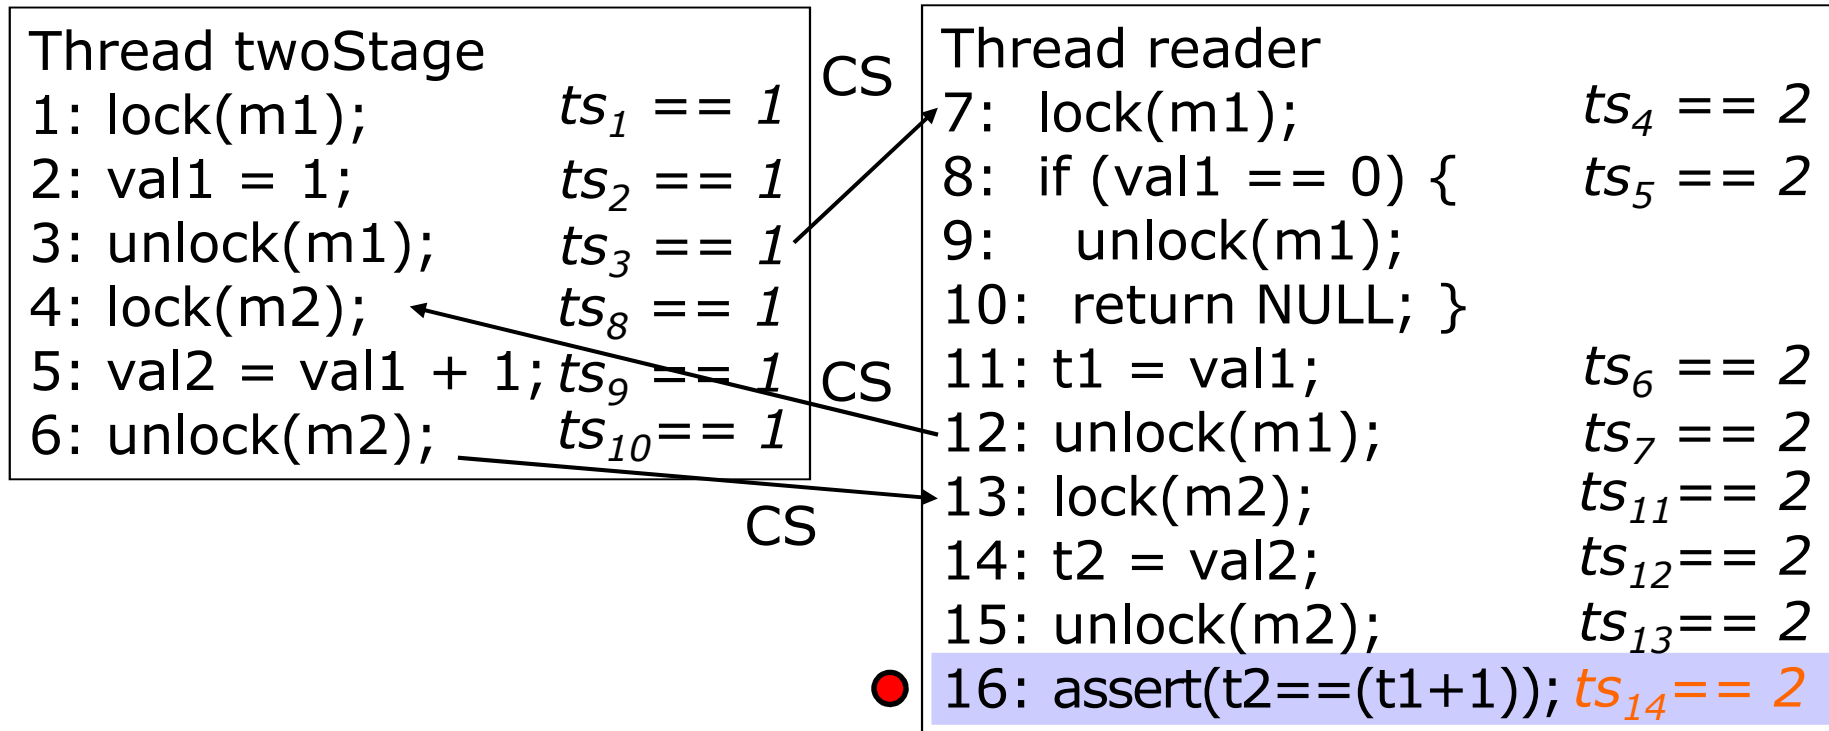 Thread twoStage
1: lock(m1); ts1 == 1
2: val1 = 1; ts2 == 1
3: unlock(m1); ts3 == 1
4: lock(m2); ts8 == 1
5: val2 = val1 + 1; ts9 == 1
6: unlock(m2); ts10== 1
CS
CS
CS
Thread reader
7: lock(m1); ts4 == 2
8: if (val1 == 0) { ts5 == 2
9: unlock(m1);
10: return NULL; }
11: t1 = val1; ts6 == 2
12: unlock(m1); ts7 == 2
13: lock(m2); ts11== 2
14: t2 = val2; ts12== 2
15: unlock(m2); ts13== 2
16: assert(t2==(t1+1)); ts14== 2